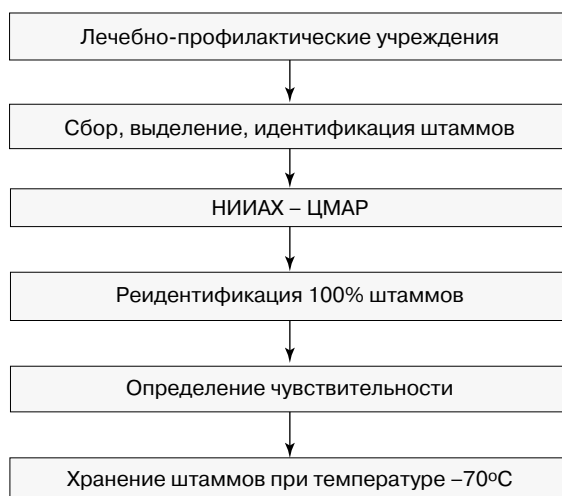 Лечебно-профилактические учреждения
Сбор, выделение, идентификация штаммов
НИИАХ – ЦМАР
Реидентификация 100% штаммов
Определение чувствительности
Хранение штаммов при температуре –70ºС